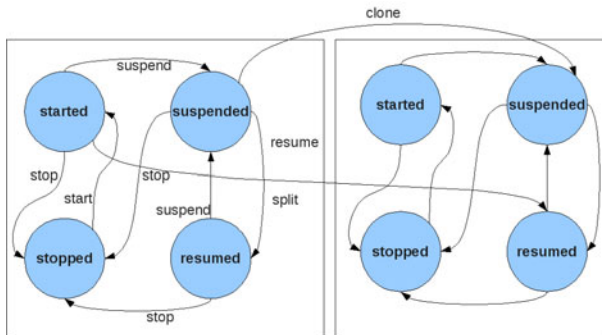 clone
suspend
started
suspended
started
suspended
resume
stop
stop
start
split
suspend
stopped
resumed
stopped
resumed
stop